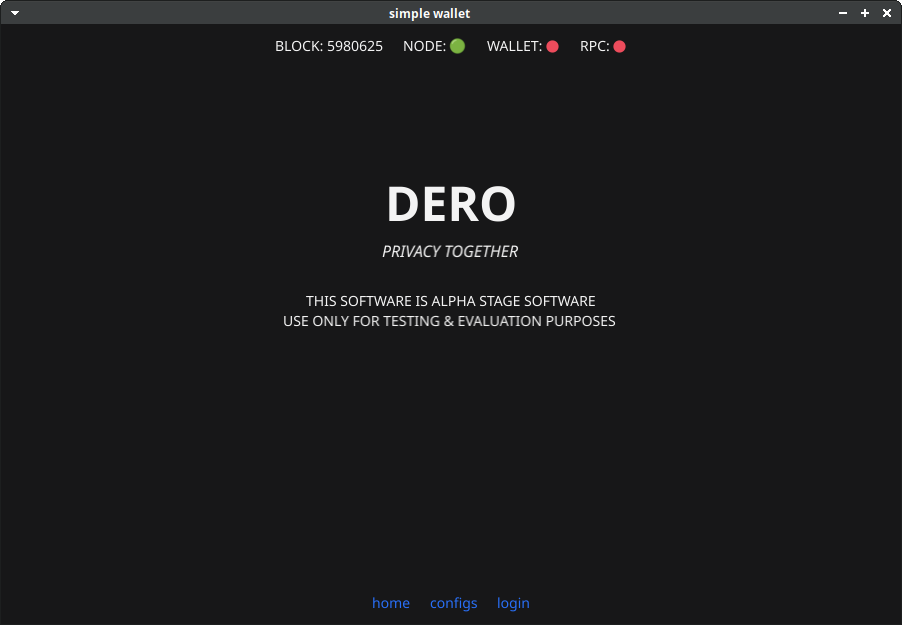 simple wallet
BLOCK: 5980625 NODE: WALLET: RPC:
DERO
PRIVACY TOGETHER
THIS SOFTWARE IS ALPHA STAGE SOFTWARE
USE ONLY FOR TESTING & EVALUATION PURPOSES
home configs login